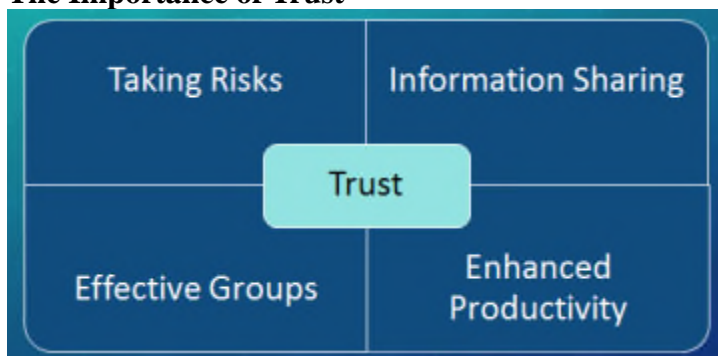 The Importance of Trust
Taking Risks
Information Sharing
Trust
Effective Groups
Enhanced
Productivity